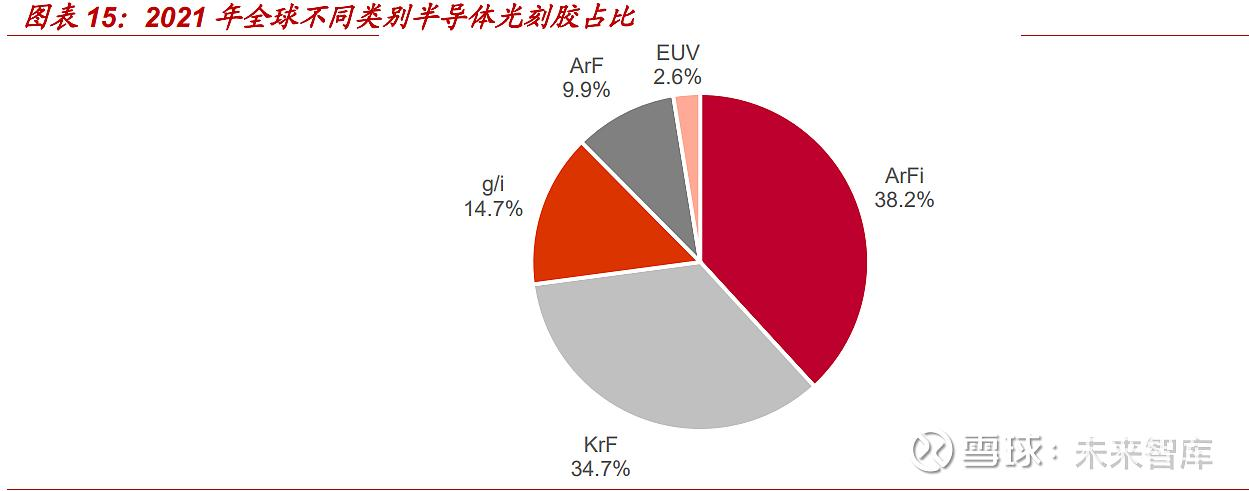 图表 15：2021 年全球不同类别半导体光刻胶占比
EUV
2.6%
ArF
9.9%
ArFi
38.2%
g/i
14.7%
KrF
34.7%
雪球：未来智库